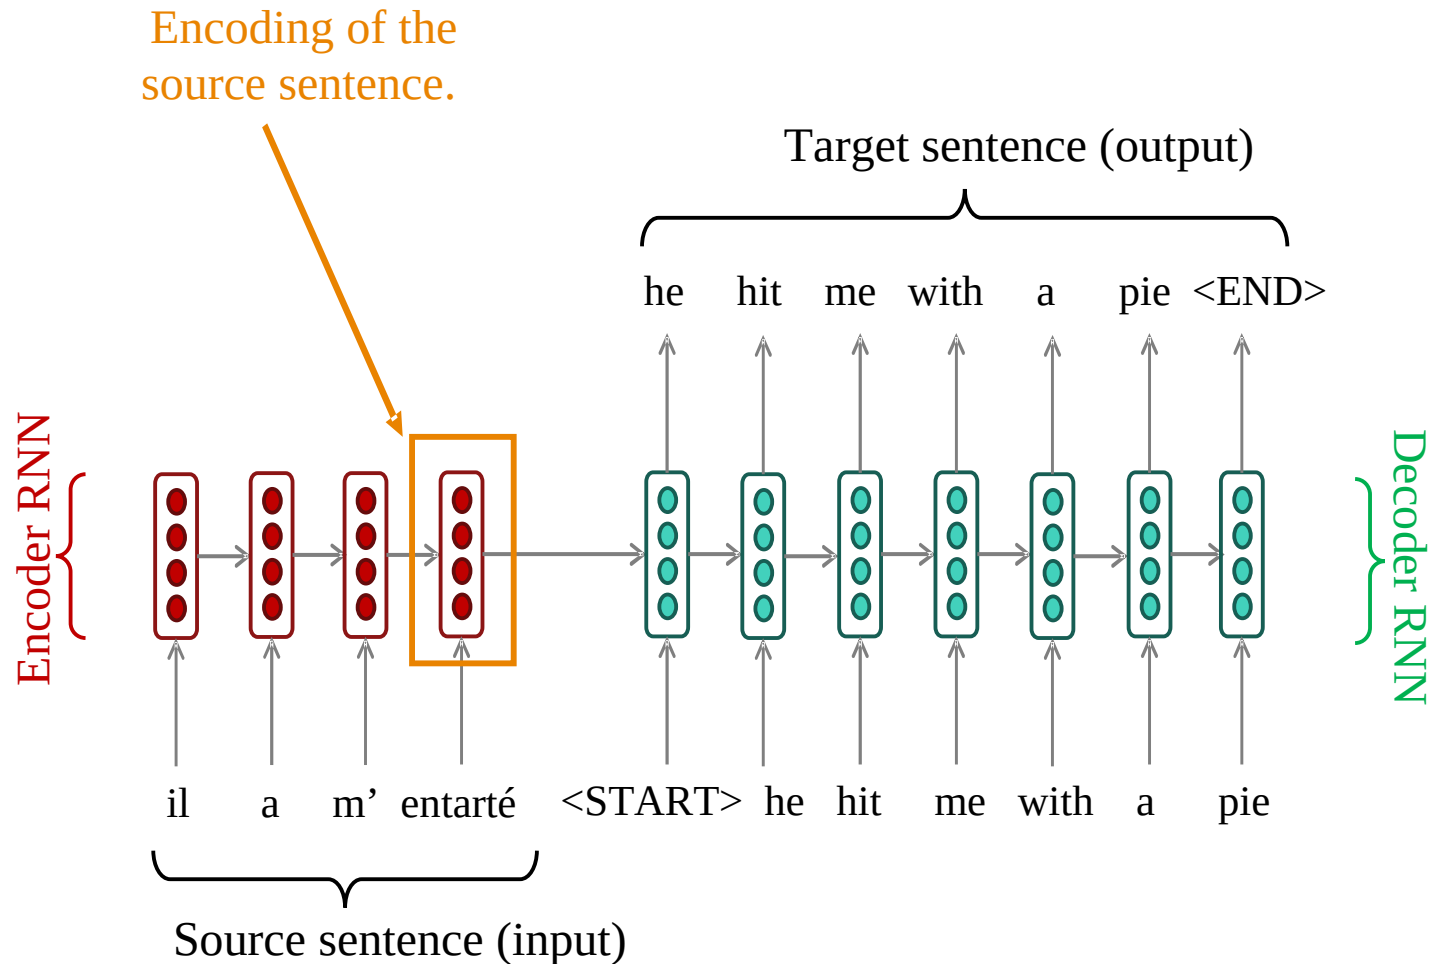 Encoding of the
source sentence.
Target sentence (output)
he hit me with a pie <END>
Encoder RNN
Decoder RNN
il a m’ entarté <START> he hit me with a pie
Source sentence (input)